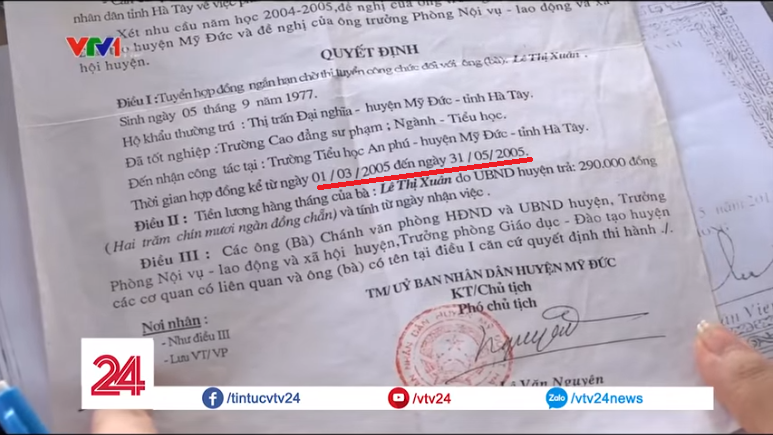 nhân dân tỉnh Hà Tây về việc
Xét nhu cầu năm học 2004-2005, đề nghị của ông trưởng Phòng Nội vụ - lao động và xã
hội huyện Mỹ Đức và đề nghị của ông trưởng
hội huyện.
VTV1
QUYẾT ĐỊNH
Điều I : Tuyển hợp đồng ngắn hạn chờ thi tuyển công chức đối với ông (bà). Lê Thị Xuân .
Sinh ngày 05 tháng 9 năm 1977.
Hộ khẩu thường trú : Thị trấn Đại nghĩa - huyện Mỹ Đức - tỉnh Hà Tây.
Đã tốt nghiệp : Trường Cao đẳng sư phạm ; Ngành - Tiểu học.
Đến nhận công tác tại : Trường Tiểu học An phú - huyện Mỹ Đức - tỉnh Hà Tây.
Thời gian hợp đồng kể từ ngày 01 / 03 / 2005 đến ngày 31 / 05/ 2005.
Điều II : Tiền lương hàng tháng của bà : Lê Thị Xuân do UBND huyện trả: 290.000 đồng
( Hai trăm chín mươi ngàn đồng chẵn) và tính từ ngày nhận việc .
Điều III : Các ông (Bà) Chánh văn phòng HĐND và UBND huyện, Trưởng
Phòng Nội vụ - lao động và xã hội huyện,Trưởng phòng Giáo dục - Đào tạo huyện
các cơ quan có liên quan và ông (bà) có tên tại điều I căn cứ quyết định thi hành ./.
TM/ UỶ BAN NHÂN DÂN HUYỆN MỸ ĐỨC
KT/Chủ tịch
Phó chủ tịch
Nơi nhận :
- Như điều III
- Lưu VT/VP
Lê Văn Nguyên
24
/tintucvtv24
/vtv24
Zalo /vtv24news